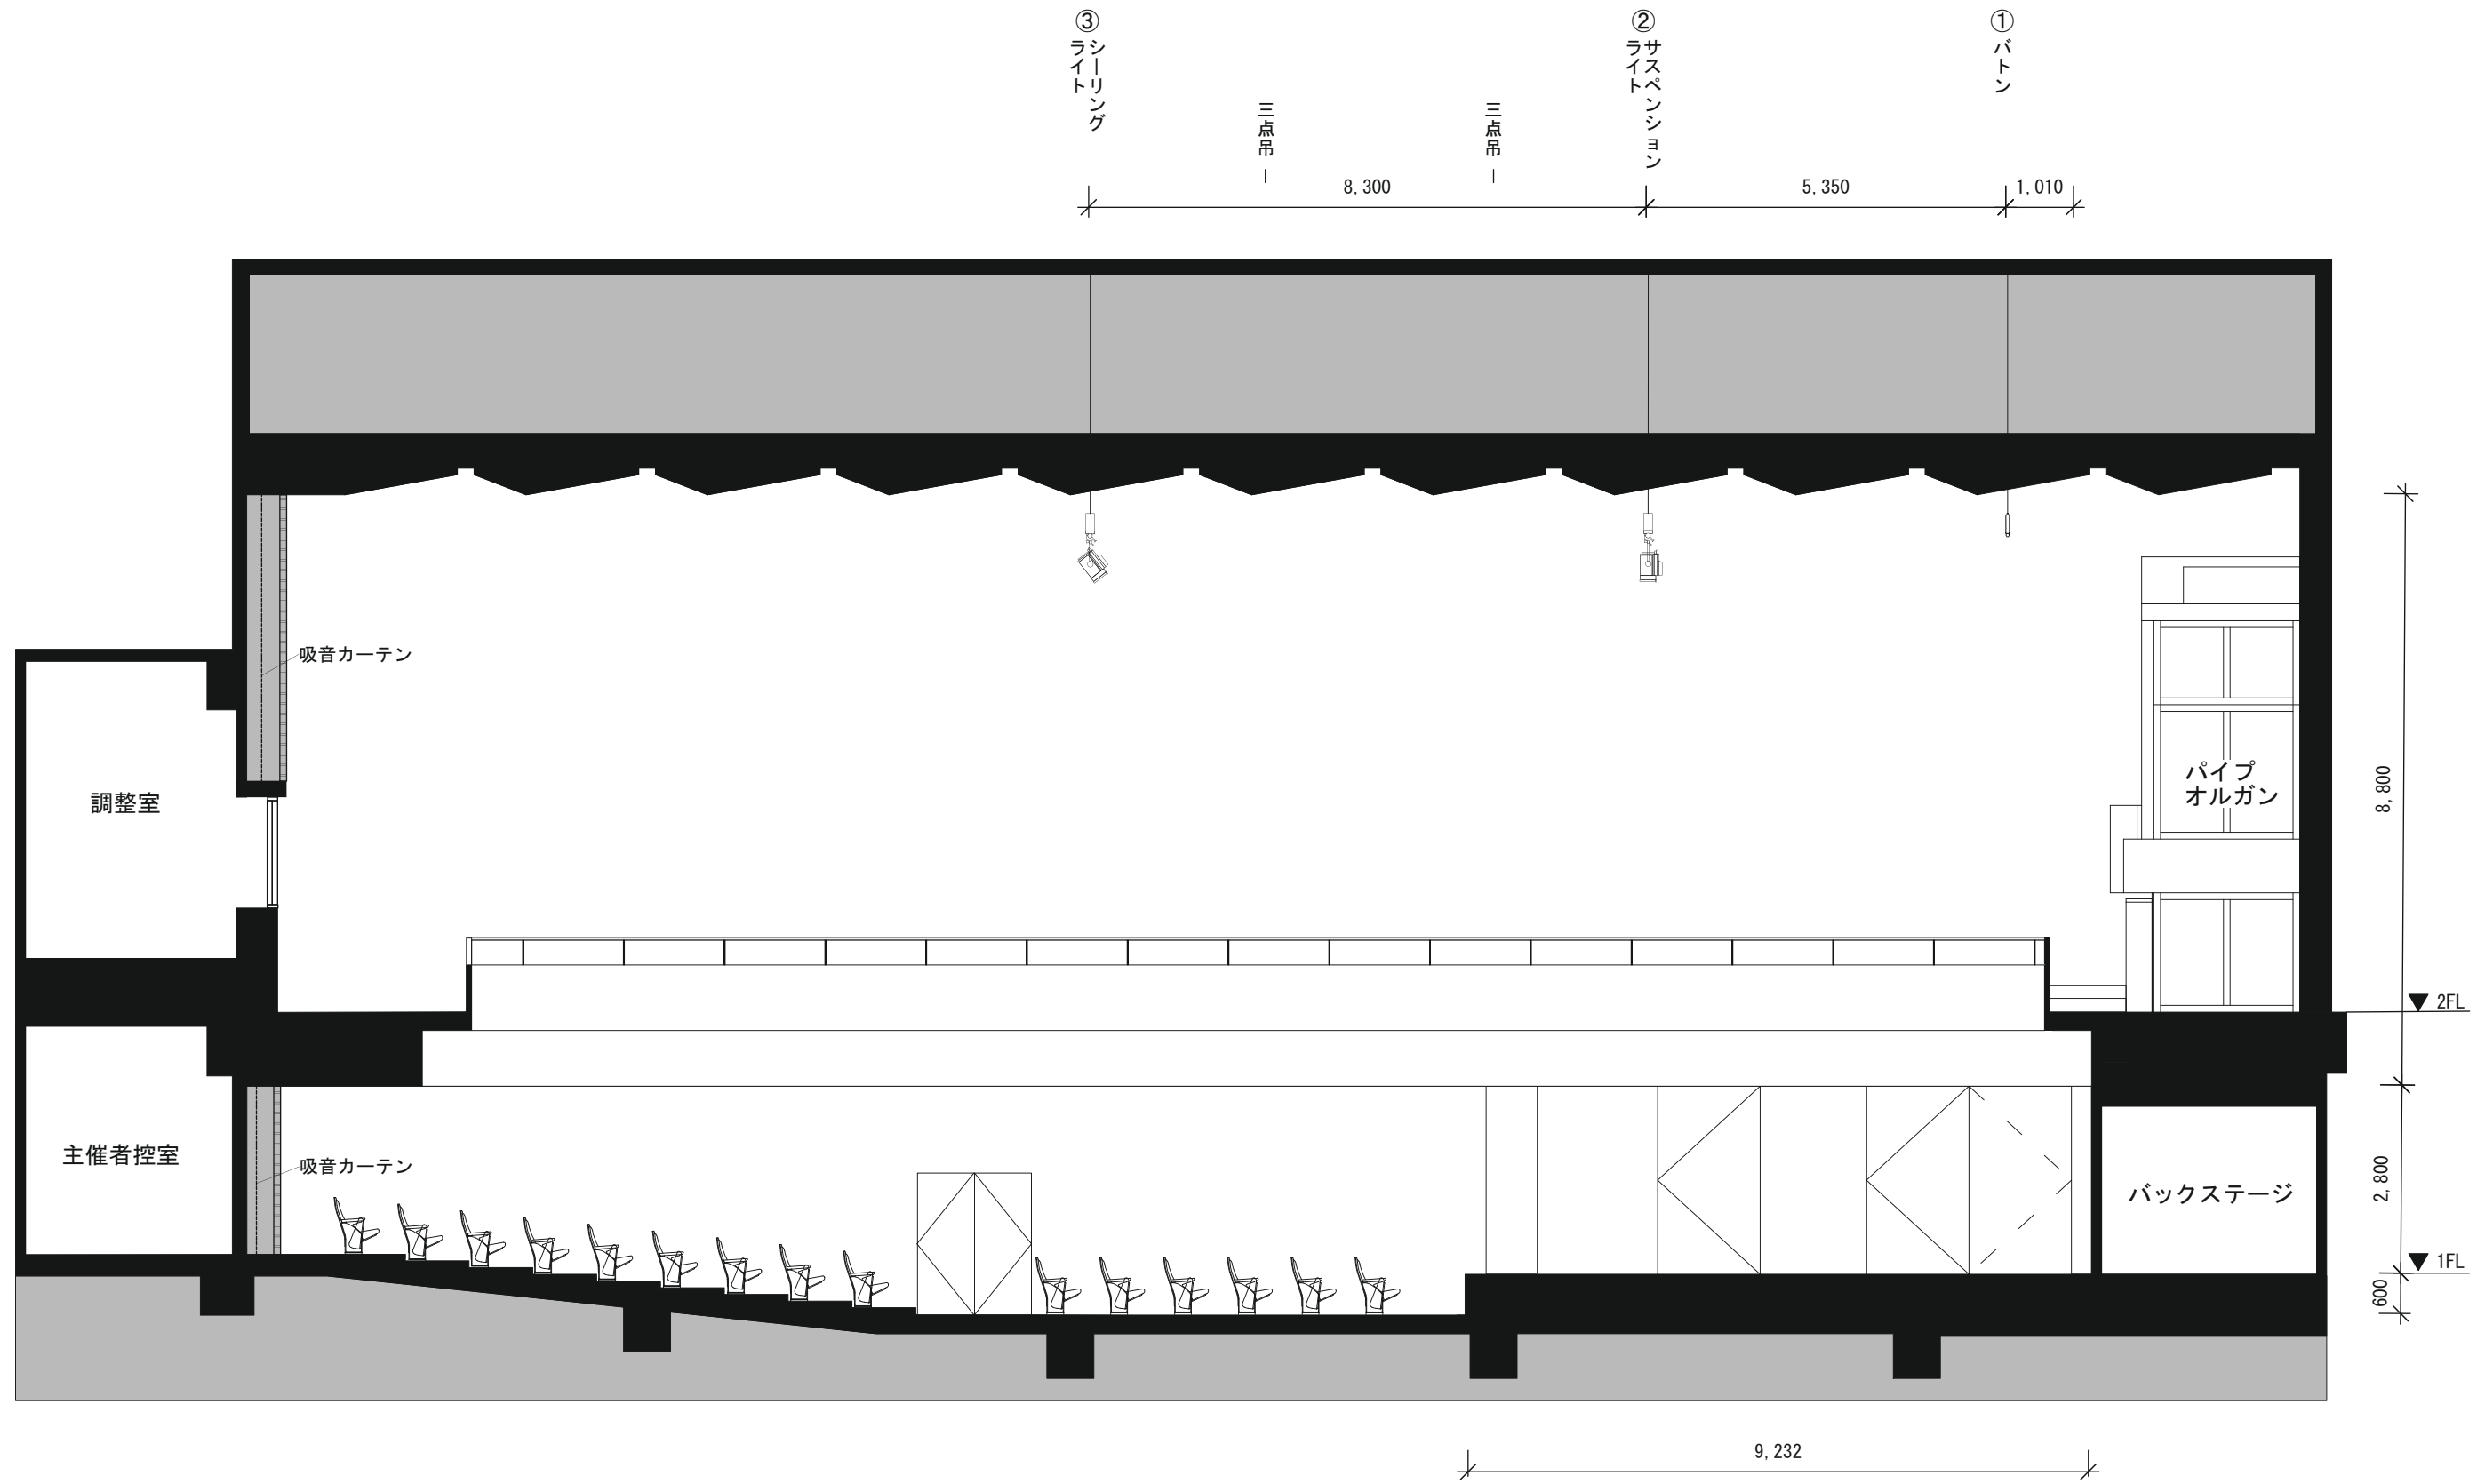 ③
シーリング
ライト
三点吊
三点吊
②
サスペンション
ライト
①
バトン
8,300
5,350
1,010
吸音カーテン
調整室
パイプ
オルガン
8,800
2FL
主催者控室
吸音カーテン
バックステージ
2,800
1FL
600
9,232